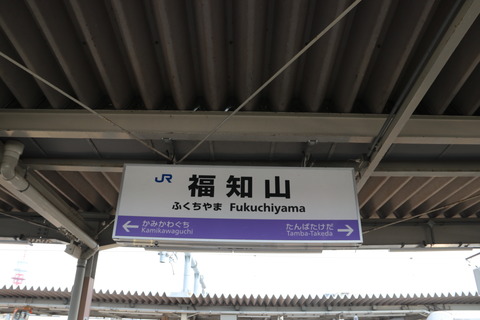 JR 福知山
ふくちやま Fukuchiyama
← かみかわぐち たんばたけだ →
Kamikawaguchi Tamba-Takeda